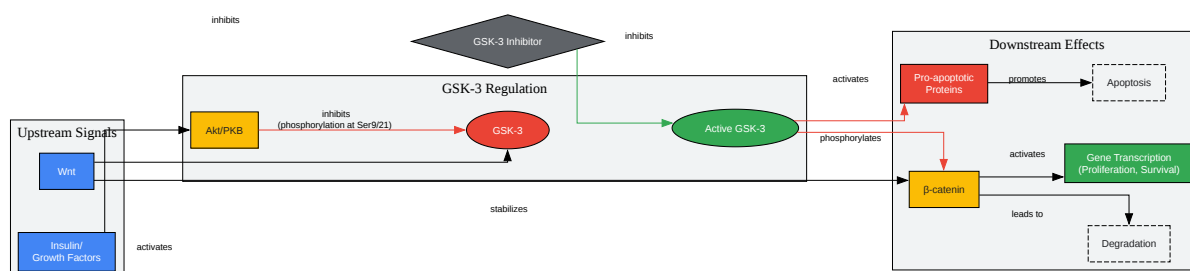 inhibits
GSK-3 Inhibitor
inhibits
Downstream Effects
GSK-3 Regulation
activates
Pro-apoptotic
Proteins
promotes
Apoptosis
Upstream Signals
Akt/PKB
inhibits
(phosphorylation at Ser9/21)
GSK-3
Active GSK-3
phosphorylates
Wnt
activates
Gene Transcription
(Proliferation, Survival)
β-catenin
stabilizes
leads to
Insulin/
Growth Factors
activates
Degradation